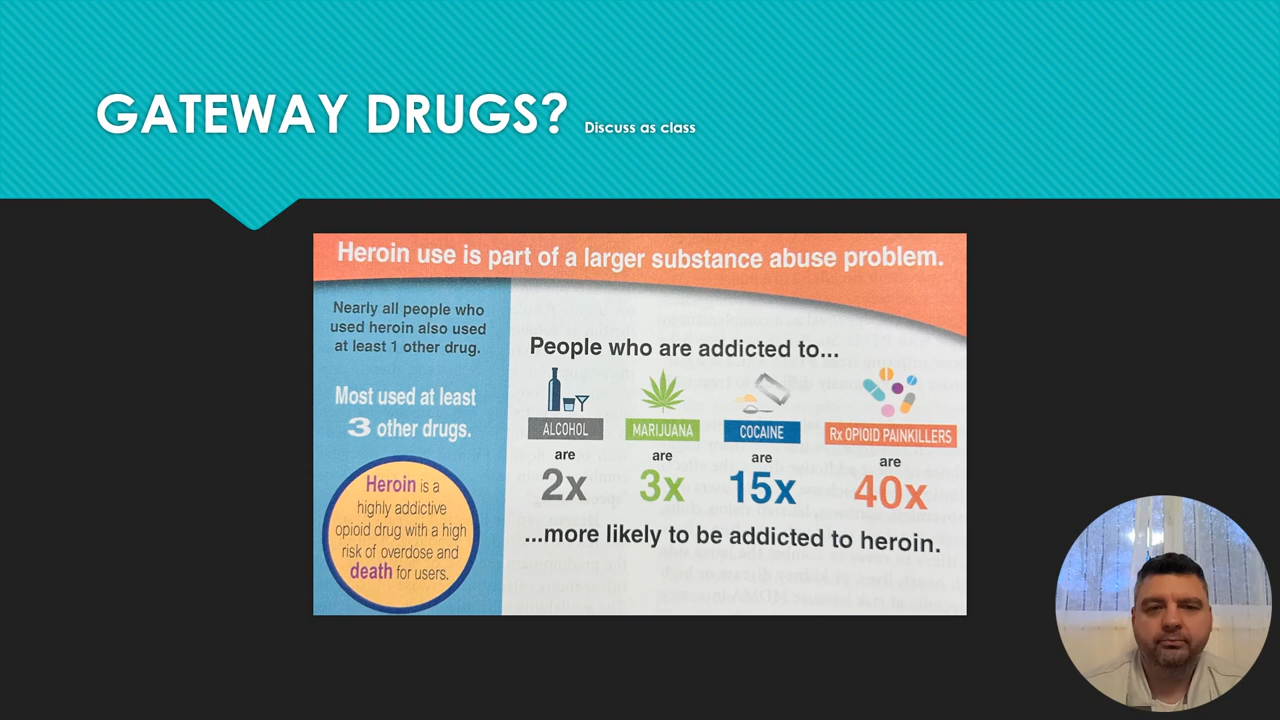 GATEWAY DRUGS? Discuss as class
Heroin use is part of a larger substance abuse problem.
Nearly all people who
used heroin also used
at least 1 other drug.
Most used at least
3 other drugs.
Heroin is a
highly addictive
opioid drug with a high
risk of overdose and
death for users.
People who are addicted to...
ALCOHOL MARIJUANA COCAINE Rx OPIOID PAINKILLERS
are are are are
2x 3x 15x 40x
...more likely to be addicted to heroin.